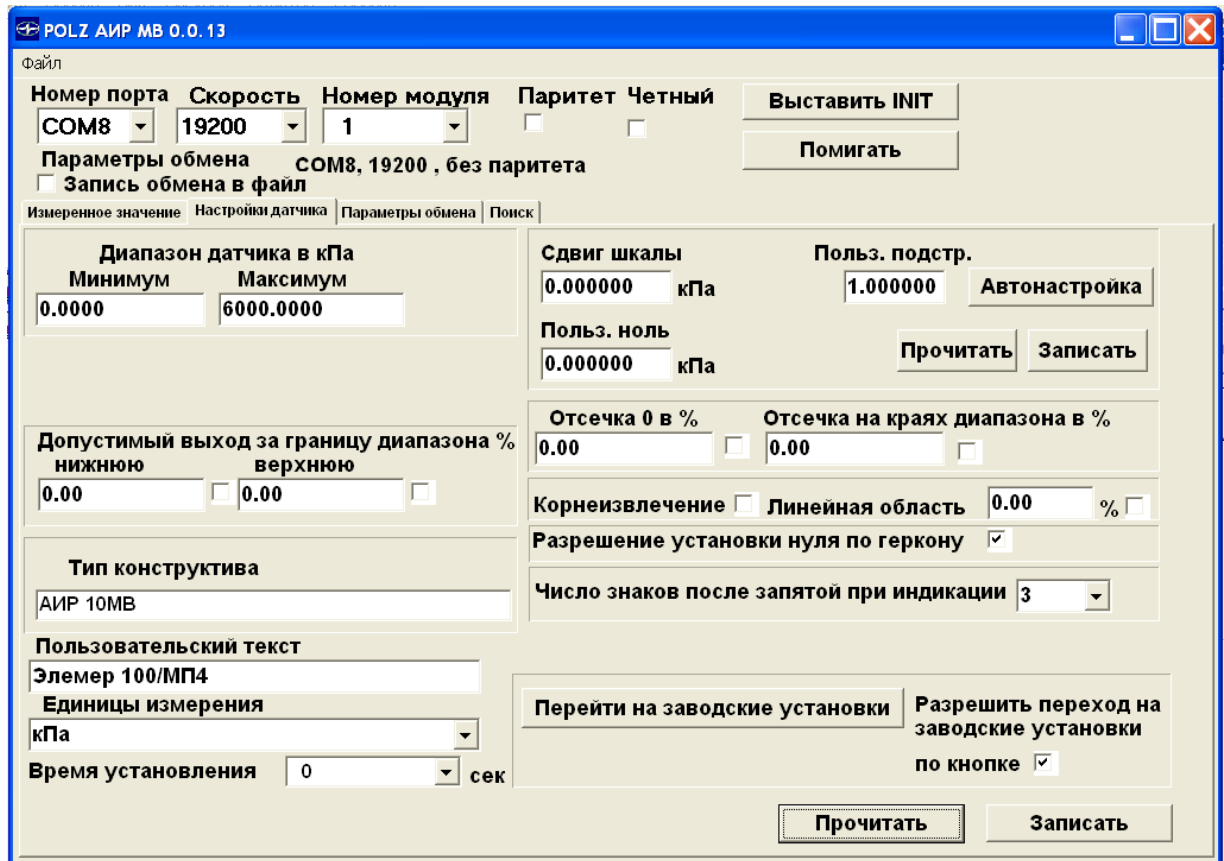 POLZ АИР МВ 0.0.13
Файл
Номер порта Скорость Номер модуля Паритет Четный
COM8 19200 1
Выставить INIT
Помигать
Параметры обмена COM8, 19200 , без паритета
Запись обмена в файл
Измеренное значение Настройки датчика Параметры обмена Поиск
Диапазон датчика в кПа
Минимум Максимум
0.0000 6000.0000
Сдвиг шкалы Польз. подстр.
0.000000 кПа 1.000000 Автонастройка
Польз. ноль
0.000000 кПа
Прочитать Записать
Допустимый выход за границу диапазона %
нижнюю верхнюю
0.00 0.00
Отсечка 0 в % Отсечка на краях диапазона в %
0.00 0.00
Корнеизвлечение Линейная область 0.00 %
Разрешение установки нуля по геркону
Число знаков после запятой при индикации 3
Тип конструктива
АИР 10МВ
Пользовательский текст
Элемер 100/МП4
Единицы измерения
кПа
Время установления 0 сек
Перейти на заводские установки
Разрешить переход на
заводские установки
по кнопке
Прочитать Записать